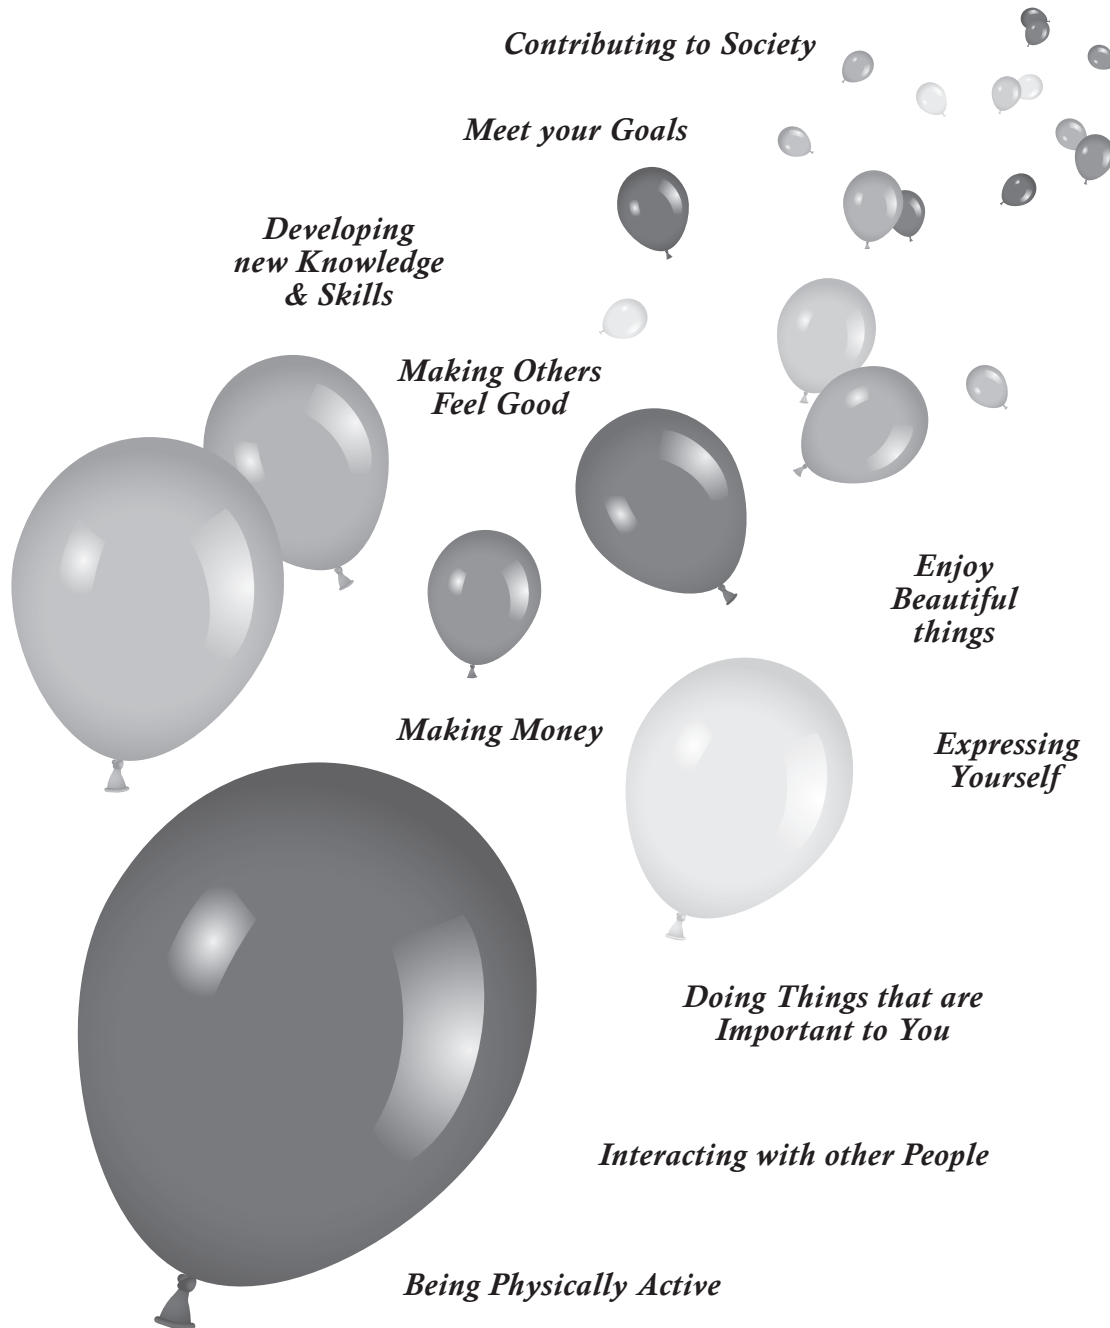 Contributing to Society
Meet your Goals
Developing
new Knowledge
& Skills
Making Others
Feel Good
Enjoy
Beautiful
things
Making Money
Expressing
Yourself
Doing Things that are
Important to You
Interacting with other People
Being Physically Active